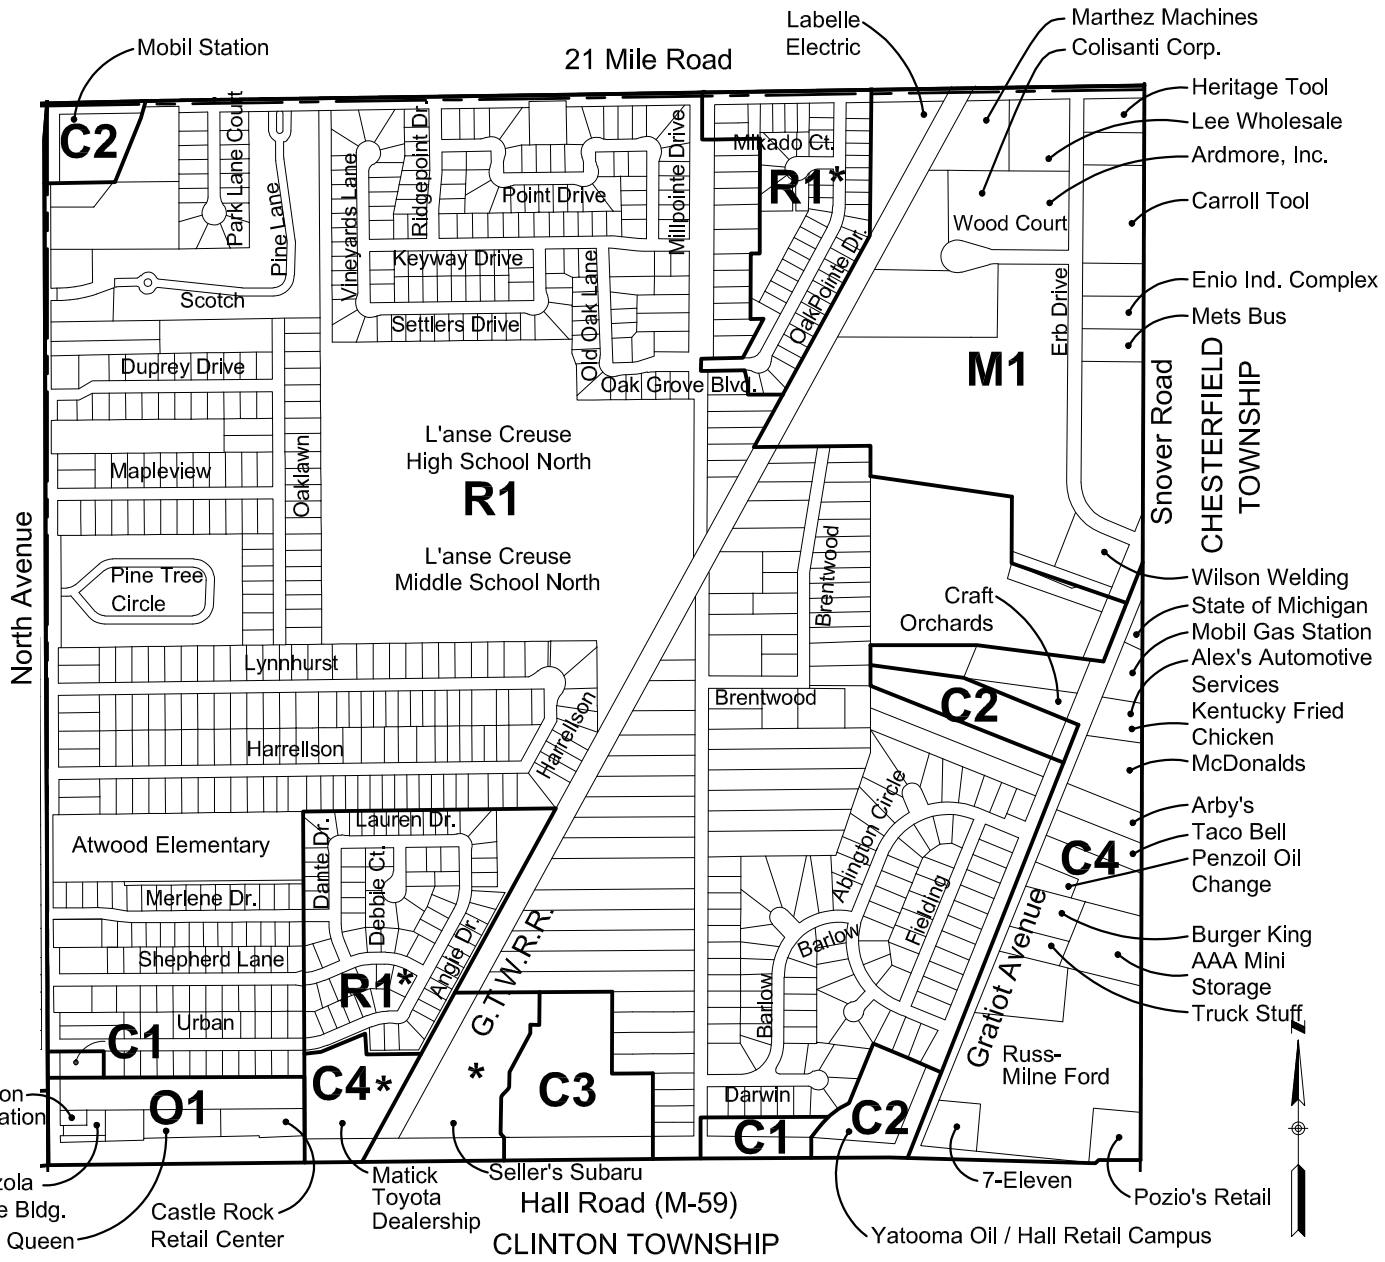 Labelle
Electric
Marthez Machines
Colisanti Corp.
Mobil Station
21 Mile Road
Heritage Tool
Lee Wholesale
Ardmore, Inc.
Carroll Tool
Enio Ind. Complex
Mets Bus
C2
Park Lane Court
Pine Lane
Scotch
Vineyards Lane
Ridgepoint Dr
Point Drive
Millpointe Drive
Keyway Drive
Settlers Drive
Old Oak Lane
Oak Grove Blvd.
Mikado Ct.
R1*
OakPointe Dr.
Wood Court
Erb Drive
M1
Snover Road
CHESTERFIELD
TOWNSHIP
Duprey Drive
Mapleview
Oaklawn
L'anse Creuse
High School North
R1
L'anse Creuse
Middle School North
North Avenue
Pine Tree
Circle
Brentwood
Brentwood
Craft
Orchards
C2
Wilson Welding
State of Michigan
Mobil Gas Station
Alex's Automotive
Services
Kentucky Fried
Chicken
McDonalds
Arby's
Taco Bell
Penzoil Oil
Change
Burger King
AAA Mini
Storage
Truck Stuff
Lynnhurst
Harrellson
Harrellson
Atwood Elementary
Merlene Dr.
Shepherd Lane
Urban
C1
Lauren Dr.
Dante Dr.
Debbie Ct.
Angie Dr.
R1*
G.T.W.R.R.
Abington Circle
Fielding
Barlow
Barlow
Darwin
Gratiot Avenue
C4
Russ-
Milne Ford
O1
C4*
*
C3
C1
C2
on
ation
zola
e Bldg.
Queen
Castle Rock
Retail Center
Matick
Toyota
Dealership
Seller's Subaru
7-Eleven
Pozio's Retail
Yatooma Oil / Hall Retail Campus
Hall Road (M-59)
CLINTON TOWNSHIP